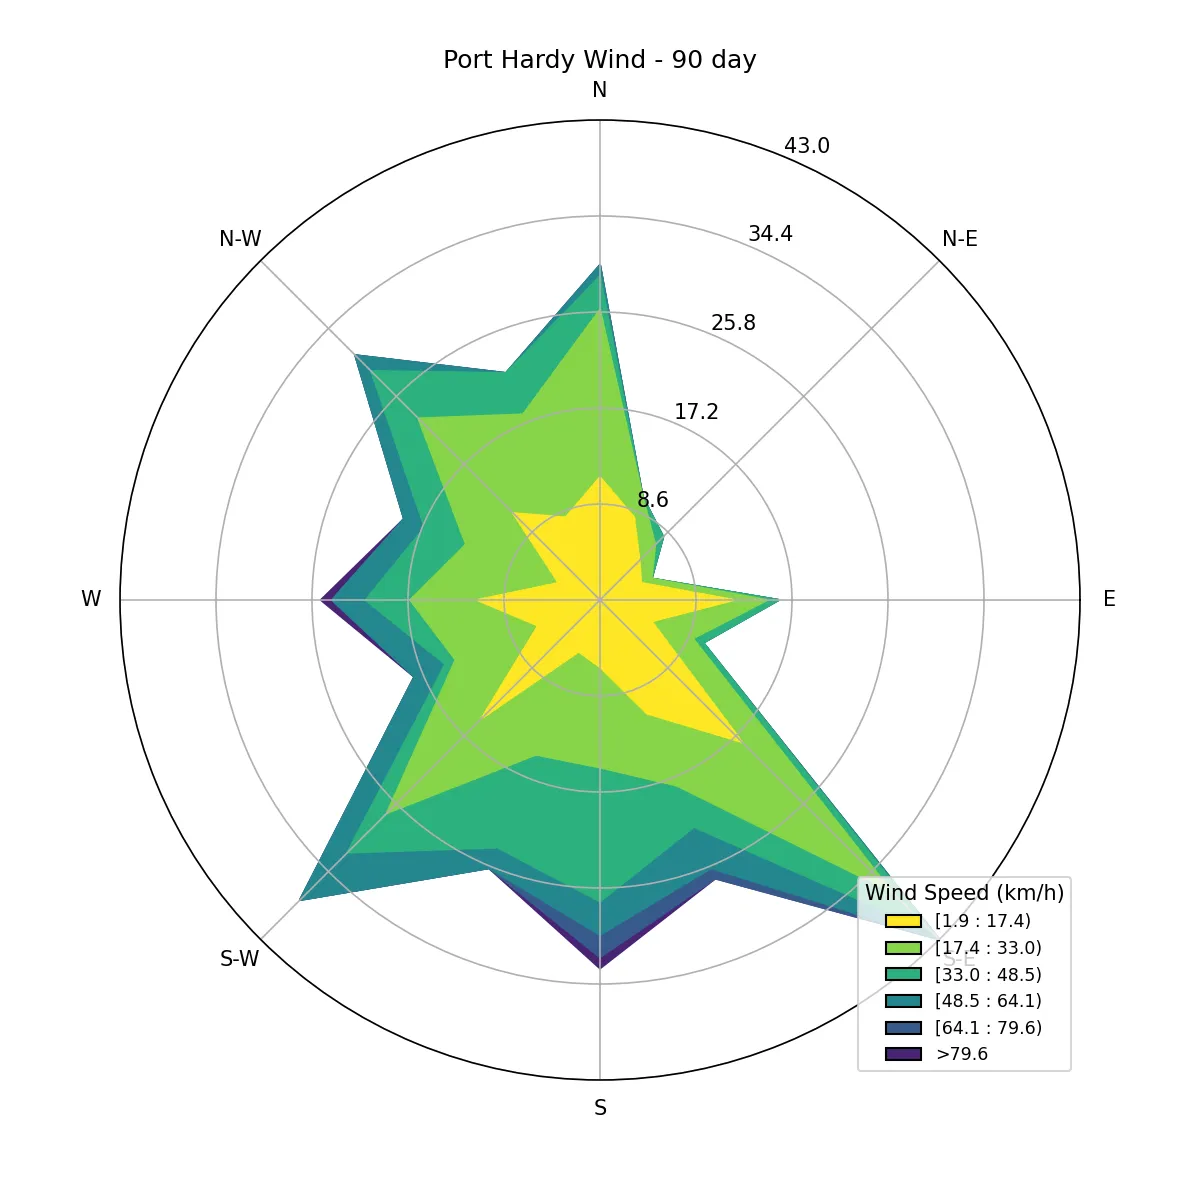 Port Hardy Wind - 90 day
N
43.0
34.4
N-W
N-E
25.8
17.2
8.6
W
E
S-W
S-E
S
Wind Speed (km/h)
[1.9 : 17.4)
[17.4 : 33.0)
[33.0 : 48.5)
[48.5 : 64.1)
[64.1 : 79.6)
>79.6